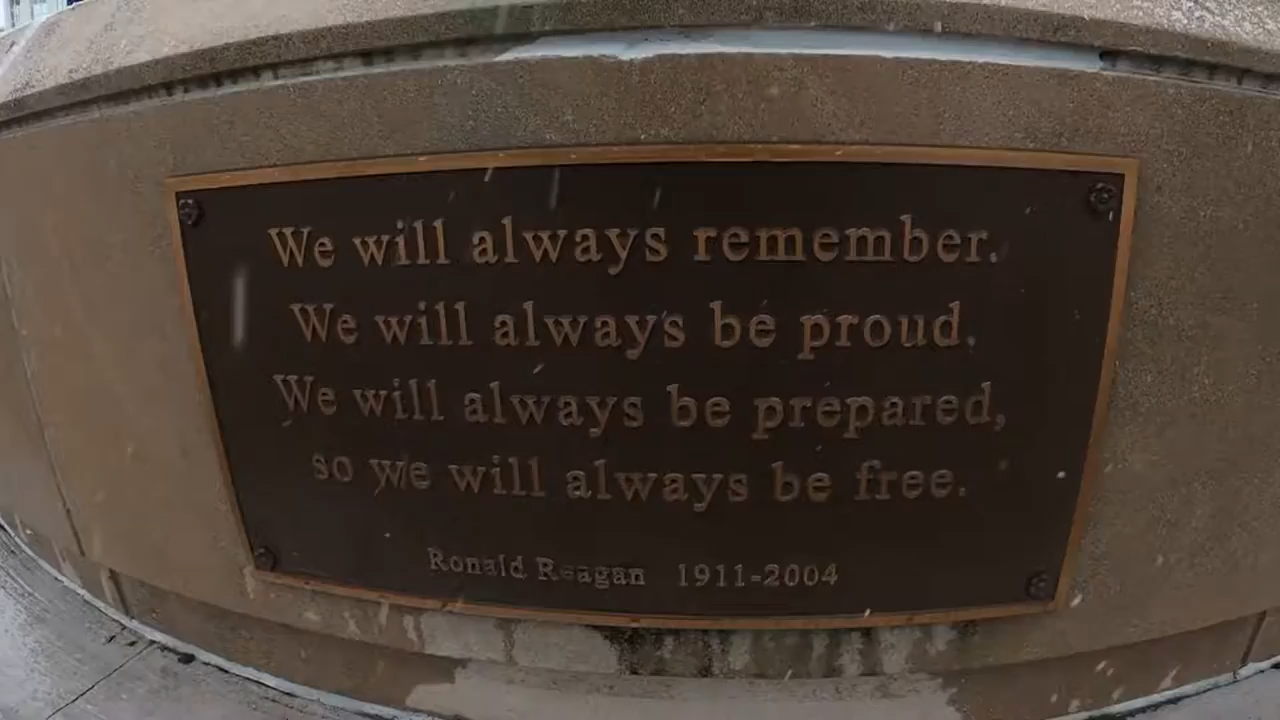 We will always remember.
We will always be proud.
We will always be prepared,
so we will always be free.
Ronald Reagan 1911-2004